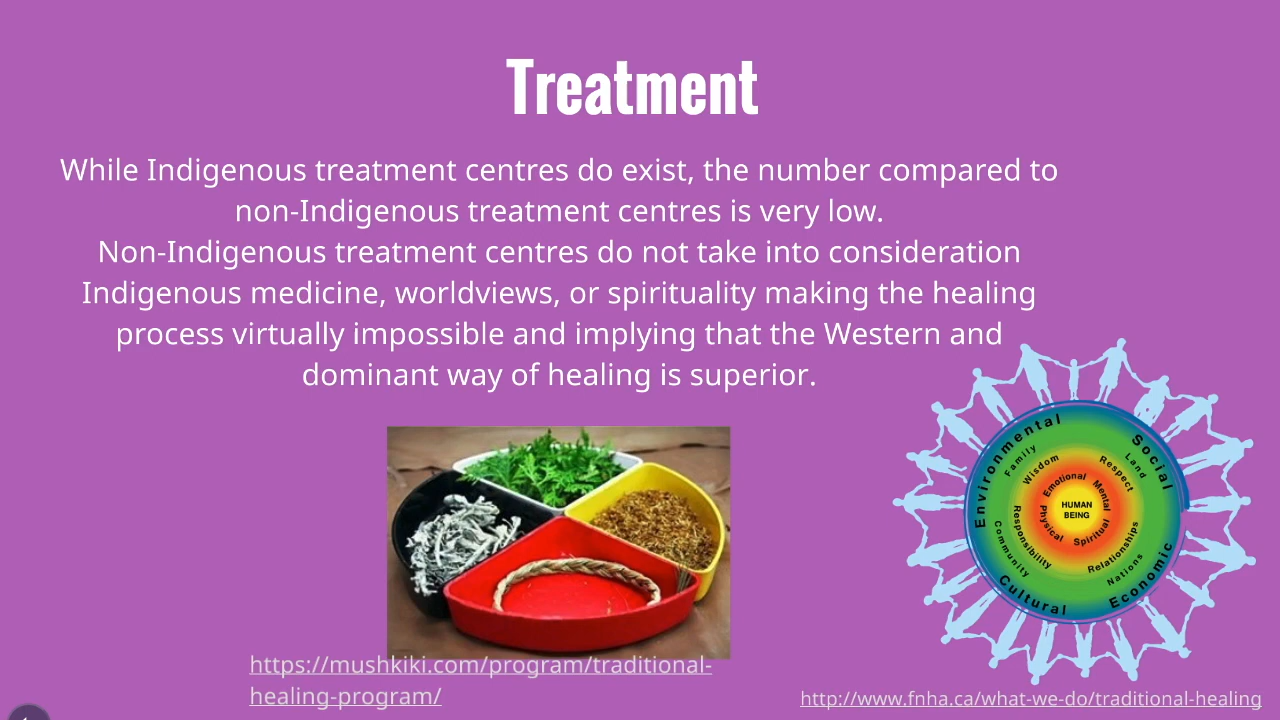 Treatment
While Indigenous treatment centres do exist, the number compared to
non-Indigenous treatment centres is very low.
Non-Indigenous treatment centres do not take into consideration
Indigenous medicine, worldviews, or spirituality making the healing
process virtually impossible and implying that the Western and
dominant way of healing is superior.
Environmental
Social
Economic
Cultural
Family
Land
Nations
Community
Wisdom
Respect
Relationships
Responsibility
Emotional
Mental
Spiritual
Physical
HUMAN
BEING
https://mushkiki.com/program/traditional-
healing-program/
http://www.fnha.ca/what-we-do/traditional-healing